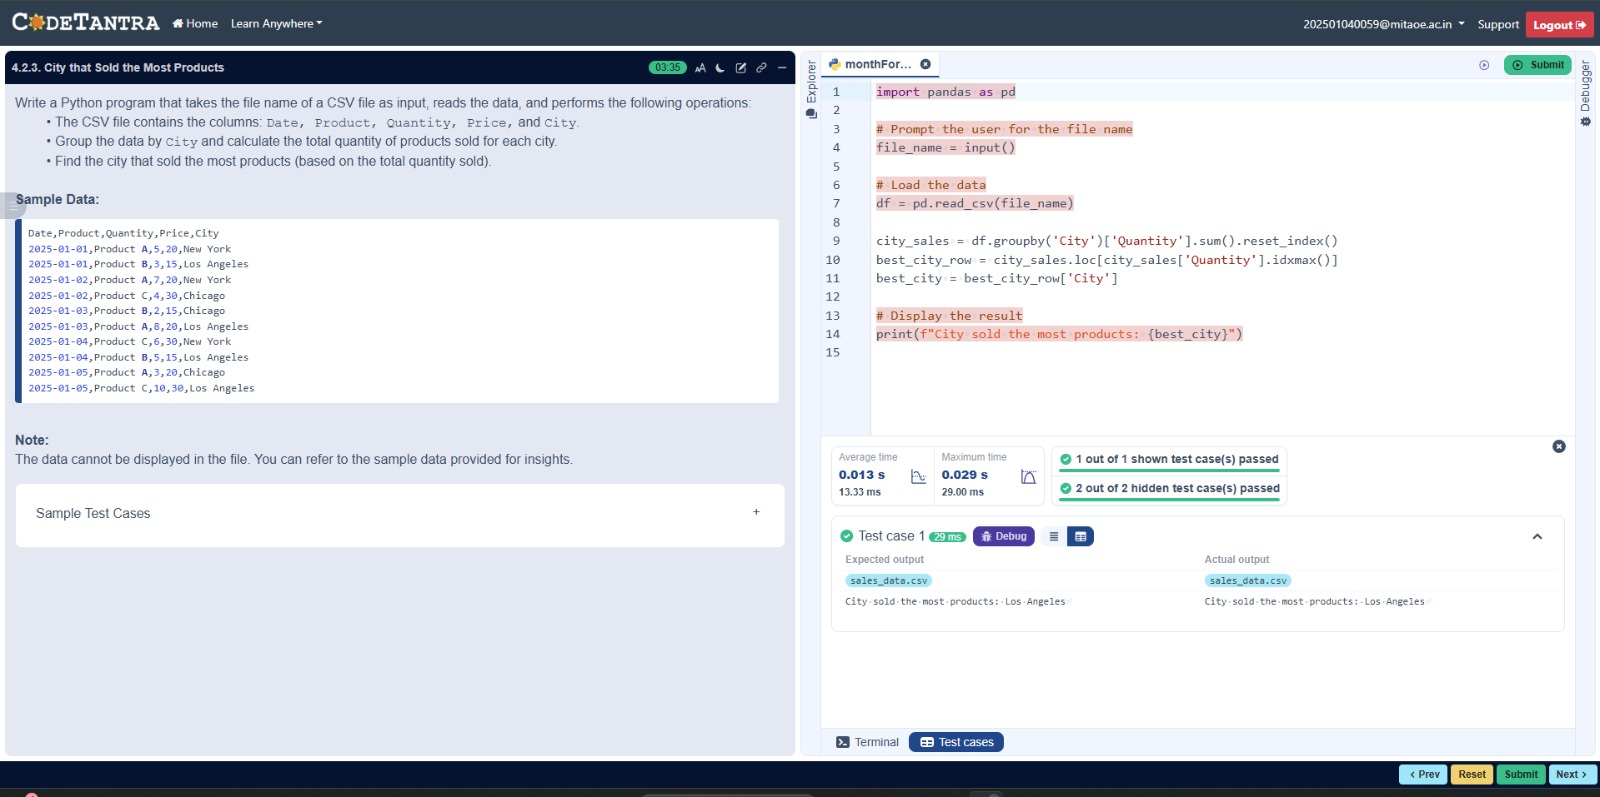 CODETANTRA Home Learn Anywhere 202501040059@mitaoe.ac.in Support Logout
4.2.3. City that Sold the Most Products 03:35 AA
Write a Python program that takes the file name of a CSV file as input, reads the data, and performs the following operations:
• The CSV file contains the columns: Date, Product, Quantity, Price, and City.
• Group the data by City and calculate the total quantity of products sold for each city.
• Find the city that sold the most products (based on the total quantity sold).
Sample Data:
Date,Product,Quantity,Price,City
2025-01-01,Product A,5,20,New York
2025-01-01,Product B,3,15,Los Angeles
2025-01-02,Product A,7,20,New York
2025-01-02,Product C,4,30,Chicago
2025-01-03,Product B,2,15,Chicago
2025-01-03,Product A,8,20,Los Angeles
2025-01-04,Product C,6,30,New York
2025-01-04,Product B,5,15,Los Angeles
2025-01-05,Product A,3,20,Chicago
2025-01-05,Product C,10,30,Los Angeles
Note:
The data cannot be displayed in the file. You can refer to the sample data provided for insights.
Sample Test Cases +
Explorer
monthFor...
Submit
Debugger
1 import pandas as pd
2
3 # Prompt the user for the file name
4 file_name = input()
5
6 # Load the data
7 df = pd.read_csv(file_name)
8
9 city_sales = df.groupby('City')['Quantity'].sum().reset_index()
10 best_city_row = city_sales.loc[city_sales['Quantity'].idxmax()]
11 best_city = best_city_row['City']
12
13 # Display the result
14 print(f"City sold the most products: {best_city}")
15
Average time
0.013 s
13.33 ms
Maximum time
0.029 s
29.00 ms
1 out of 1 shown test case(s) passed
2 out of 2 hidden test case(s) passed
Test case 1 29 ms Debug
Expected output
sales_data.csv
City·sold·the·most·products:·Los·Angeles
Actual output
sales_data.csv
City·sold·the·most·products:·Los·Angeles
Terminal Test cases
< Prev Reset Submit Next >